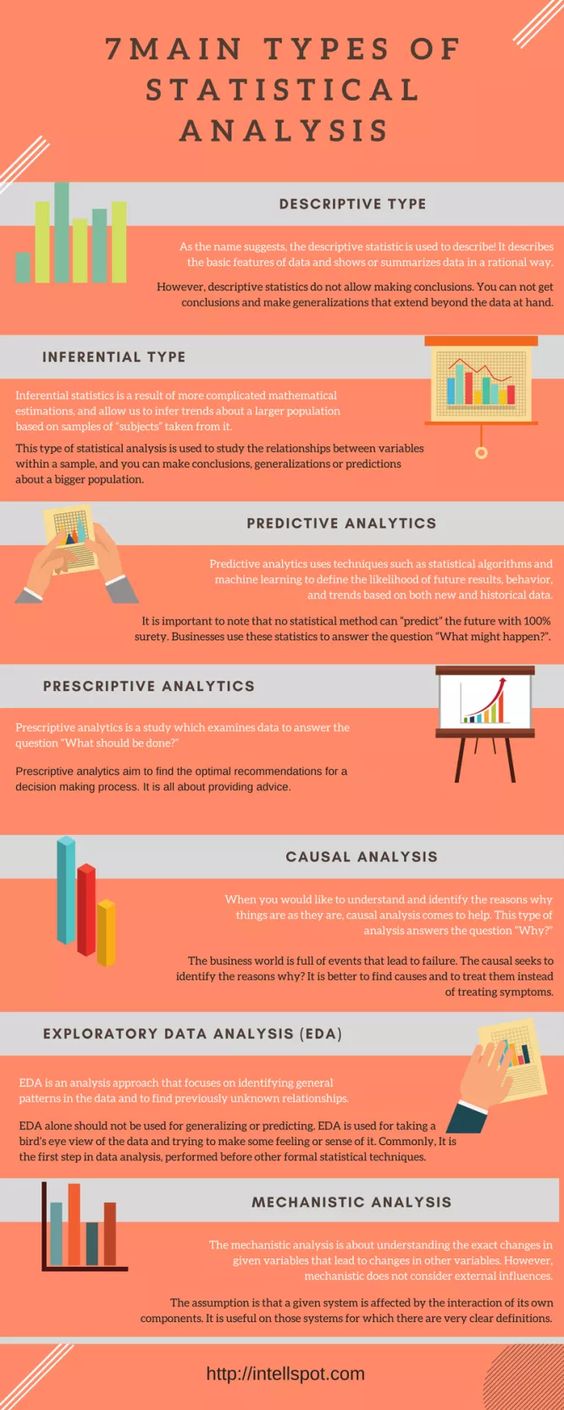 7MAIN TYPES OF
STATISTICAL
ANALYSIS
DESCRIPTIVE TYPE
As the name suggests, the descriptive statistic is used to describe! It describes
the basic features of data and shows or summarizes data in a rational way.
However, descriptive statistics do not allow making conclusions. You can not get
conclusions and make generalizations that extend beyond the data at hand.
INFERENTIAL TYPE
Inferential statistics is a result of more complicated mathematical
estimations, and allow us to infer trends about a larger population
based on samples of “subjects” taken from it.
This type of statistical analysis is used to study the relationships between variables
within a sample, and you can make conclusions, generalizations or predictions
about a bigger population.
PREDICTIVE ANALYTICS
Predictive analytics uses techniques such as statistical algorithms and
machine learning to define the likelihood of future results, behavior,
and trends based on both new and historical data.
It is important to note that no statistical method can “predict” the future with 100%
surety. Businesses use these statistics to answer the question “What might happen?”.
PRESCRIPTIVE ANALYTICS
Prescriptive analytics is a study which examines data to answer the
question “What should be done?”
Prescriptive analytics aim to find the optimal recommendations for a
decision making process. It is all about providing advice.
CAUSAL ANALYSIS
When you would like to understand and identify the reasons why
things are as they are, causal analysis comes to help. This type of
analysis answers the question “Why?”
The business world is full of events that lead to failure. The causal seeks to
identify the reasons why? It is better to find causes and to treat them instead
of treating symptoms.
EXPLORATORY DATA ANALYSIS (EDA)
EDA is an analysis approach that focuses on identifying general
patterns in the data and to find previously unknown relationships.
EDA alone should not be used for generalizing or predicting. EDA is used for taking a
bird’s eye view of the data and trying to make some feeling or sense of it. Commonly, It is
the first step in data analysis, performed before other formal statistical techniques.
MECHANISTIC ANALYSIS
The mechanistic analysis is about understanding the exact changes in
given variables that lead to changes in other variables. However,
mechanistic does not consider external influences.
The assumption is that a given system is affected by the interaction of its own
components. It is useful on those systems for which there are very clear definitions.
http://intellspot.com